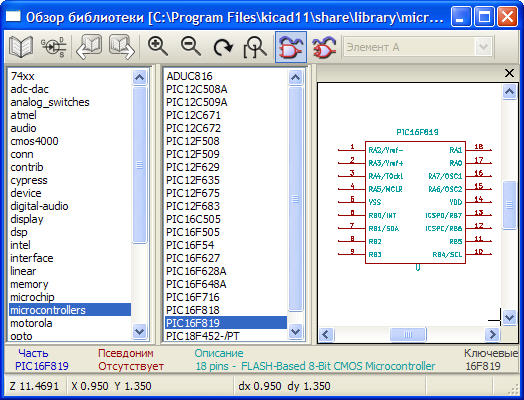 Обзор библиотеки [C:\Program Files\kicad11\share\library\micr...
Элемент A
74xx
adc-dac
analog_switches
atmel
audio
cmos4000
conn
contrib
cypress
device
digital-audio
display
dsp
intel
interface
linear
memory
microchip
microcontrollers
motorola
opto
ADUC816
PIC12C508A
PIC12C509A
PIC12C671
PIC12C672
PIC12F508
PIC12F509
PIC12F629
PIC12F635
PIC12F675
PIC12F683
PIC16C505
PIC16F505
PIC16F54
PIC16F627
PIC16F628A
PIC16F648A
PIC16F716
PIC16F818
PIC16F819
PIC18F452-/PT
PIC16F819
1 RA2/Vref- RA1 18
2 RA3/Vref+ RA0 17
3 RA4/T0ckI RA7/OSC1 16
4 RA5/MCLR RA6/OSC2 15
5 VSS VDD 14
6 RB0/INT ICSPD/RB7 13
7 RB1/SDA ICSPC/RB6 12
8 RB2 RB5 11
9 RB3 RB4/SCL 10
U
Часть Псевдоним Описание Ключевые
PIC16F819 Отсутствует 18 pins - FLASH-Based 8-Bit CMOS Microcontroller 16F819
Z 11.4691 X 0.950 Y 1.350 dx 0.950 dy 1.350